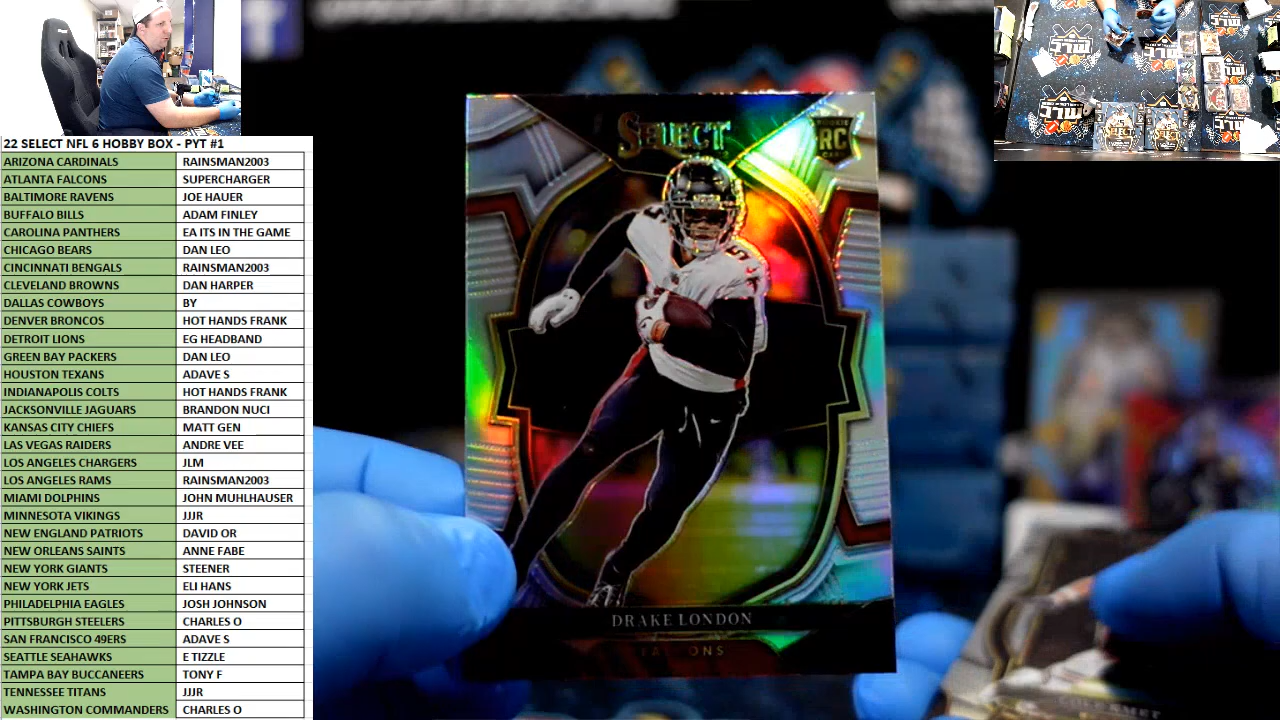 22 SELECT NFL 6 HOBBY BOX - PYT #1
ARIZONA CARDINALS RAINSMAN2003
ATLANTA FALCONS SUPERCHARGER
BALTIMORE RAVENS JOE HAUER
BUFFALO BILLS ADAM FINLEY
CAROLINA PANTHERS EA ITS IN THE GAME
CHICAGO BEARS DAN LEO
CINCINNATI BENGALS RAINSMAN2003
CLEVELAND BROWNS DAN HARPER
DALLAS COWBOYS BY
DENVER BRONCOS HOT HANDS FRANK
DETROIT LIONS EG HEADBAND
GREEN BAY PACKERS DAN LEO
HOUSTON TEXANS ADAVE S
INDIANAPOLIS COLTS HOT HANDS FRANK
JACKSONVILLE JAGUARS BRANDON NUCI
KANSAS CITY CHIEFS MATT GEN
LAS VEGAS RAIDERS ANDRE VEE
LOS ANGELES CHARGERS JLM
LOS ANGELES RAMS RAINSMAN2003
MIAMI DOLPHINS JOHN MUHLHAUSER
MINNESOTA VIKINGS JJJR
NEW ENGLAND PATRIOTS DAVID OR
NEW ORLEANS SAINTS ANNE FABE
NEW YORK GIANTS STEENER
NEW YORK JETS ELI HANS
PHILADELPHIA EAGLES JOSH JOHNSON
PITTSBURGH STEELERS CHARLES O
SAN FRANCISCO 49ERS ADAVE S
SEATTLE SEAHAWKS E TIZZLE
TAMPA BAY BUCCANEERS TONY F
TENNESSEE TITANS JJJR
WASHINGTON COMMANDERS CHARLES O
SELECT
ROOKIE
RC
CARD
DRAKE LONDON
FALCONS